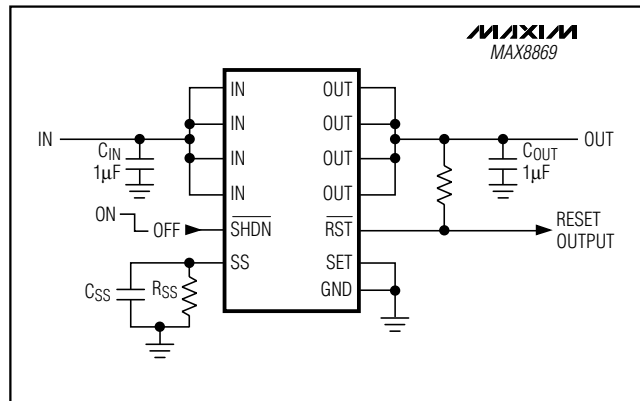 MAXIM
MAX8869
IN OUT
IN OUT
IN OUT
IN OUT
IN
OUT
CIN
1µF
COUT
1µF
ON
OFF
SHDN RST
RESET
OUTPUT
SS SET
CSS
RSS
GND